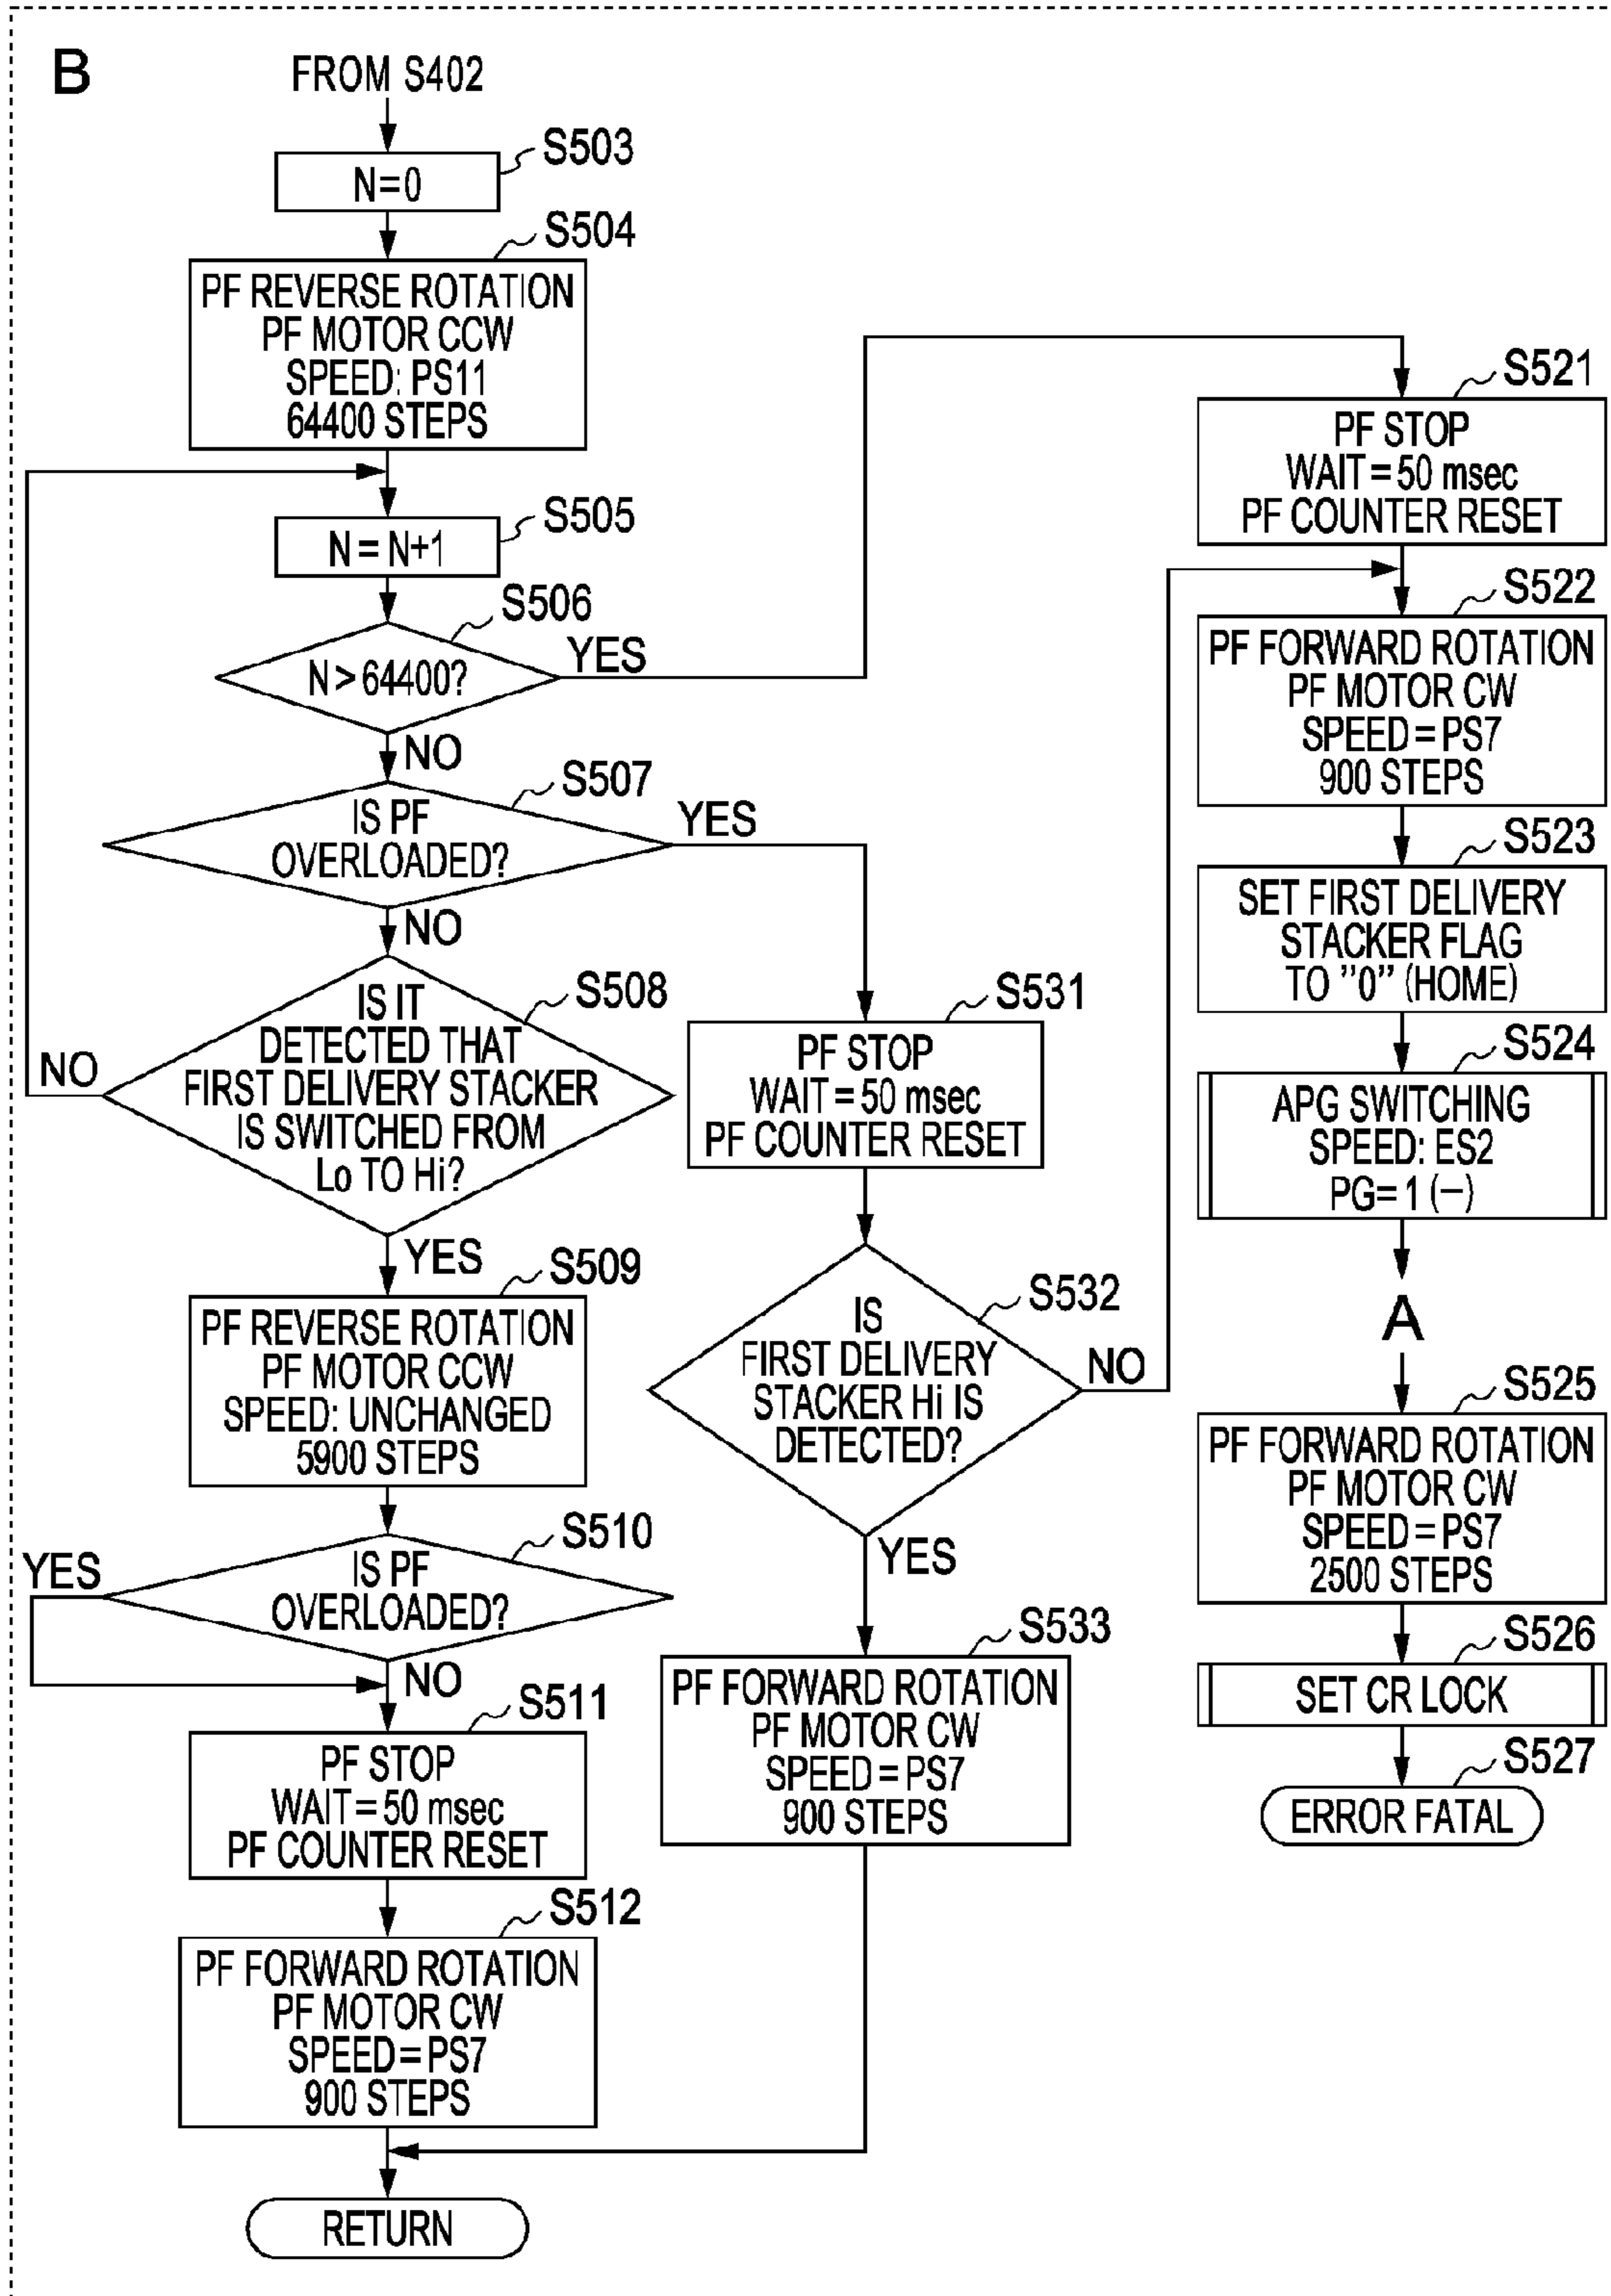 B
FROM S402
S503
N=0
S504
PF REVERSE ROTATION
PF MOTOR CCW
SPEED: PS11
64400 STEPS
S505
N=N+1
S506
N>64400?
YES
NO
S507
IS PF
OVERLOADED?
YES
NO
S508
IS IT
DETECTED THAT
FIRST DELIVERY STACKER
IS SWITCHED FROM
Lo TO Hi?
NO
YES
S509
PF REVERSE ROTATION
PF MOTOR CCW
SPEED: UNCHANGED
5900 STEPS
S510
IS PF
OVERLOADED?
YES
NO
S511
PF STOP
WAIT=50 msec
PF COUNTER RESET
S512
PF FORWARD ROTATION
PF MOTOR CW
SPEED=PS7
900 STEPS
RETURN
S531
PF STOP
WAIT=50 msec
PF COUNTER RESET
S532
IS
FIRST DELIVERY
STACKER Hi IS
DETECTED?
NO
YES
S533
PF FORWARD ROTATION
PF MOTOR CW
SPEED=PS7
900 STEPS
S521
PF STOP
WAIT=50 msec
PF COUNTER RESET
S522
PF FORWARD ROTATION
PF MOTOR CW
SPEED=PS7
900 STEPS
S523
SET FIRST DELIVERY
STACKER FLAG
TO "0" (HOME)
S524
APG SWITCHING
SPEED: ES2
PG=1 (−)
A
S525
PF FORWARD ROTATION
PF MOTOR CW
SPEED=PS7
2500 STEPS
S526
SET CR LOCK
S527
ERROR FATAL